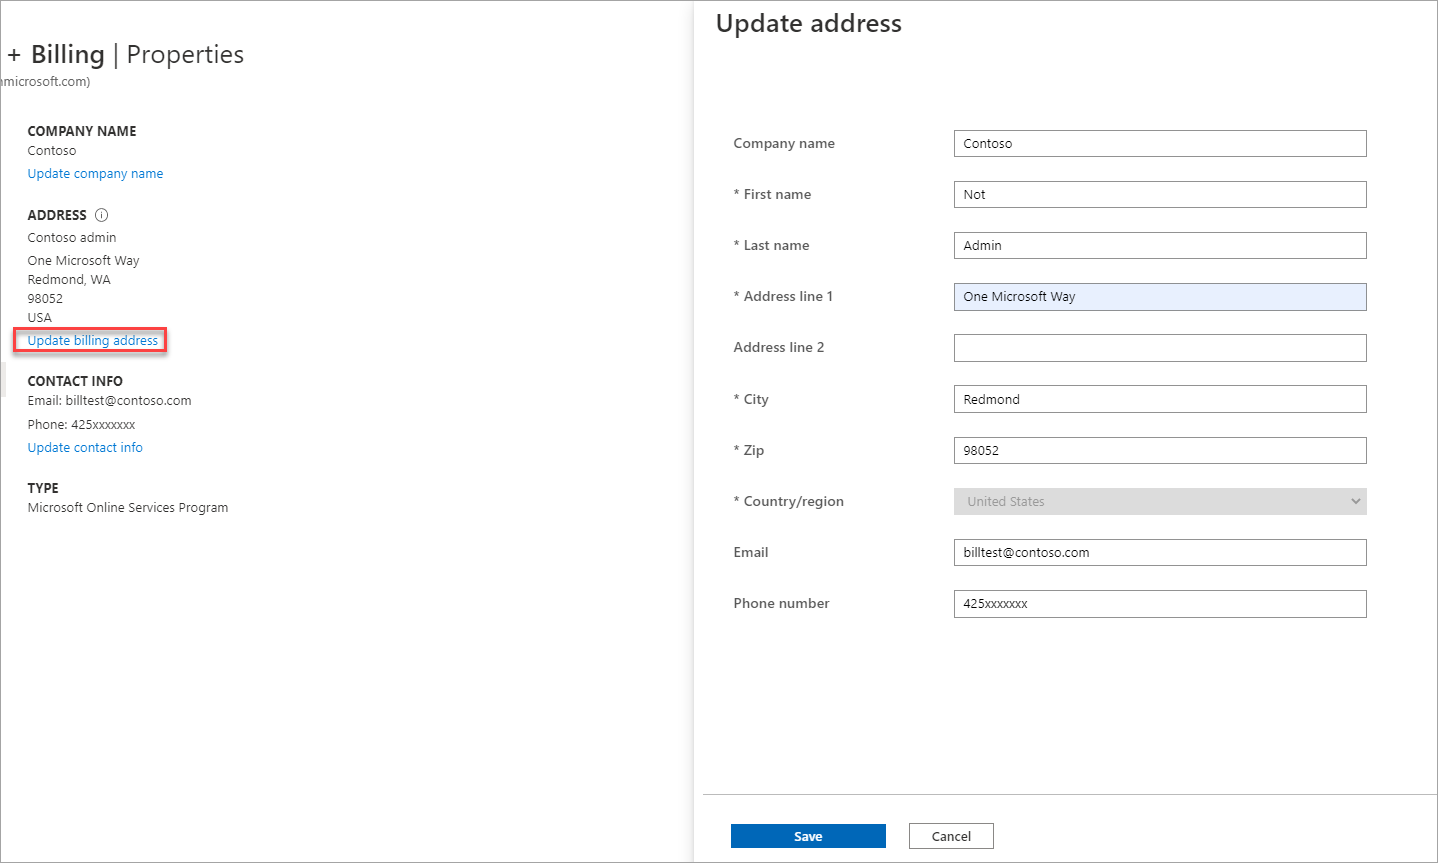 + Billing | Properties
microsoft.com)
COMPANY NAME
Contoso
Update company name
ADDRESS
Contoso admin
One Microsoft Way
Redmond, WA
98052
USA
Update billing address
CONTACT INFO
Email: billtest@contoso.com
Phone: 425xxxxxxx
Update contact info
TYPE
Microsoft Online Services Program
Update address
Company name Contoso
* First name Not
* Last name Admin
* Address line 1 One Microsoft Way
Address line 2
* City Redmond
* Zip 98052
* Country/region United States
Email billtest@contoso.com
Phone number 425xxxxxxx
Save Cancel